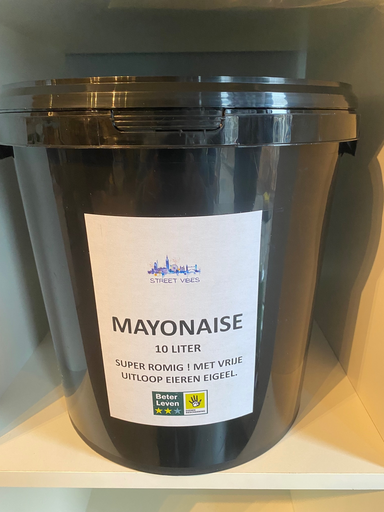 STREET VIBES
MAYONAISE
10 LITER
SUPER ROMIG ! MET VRIJE
UITLOOP EIEREN EIGEEL.
Beter
Leven